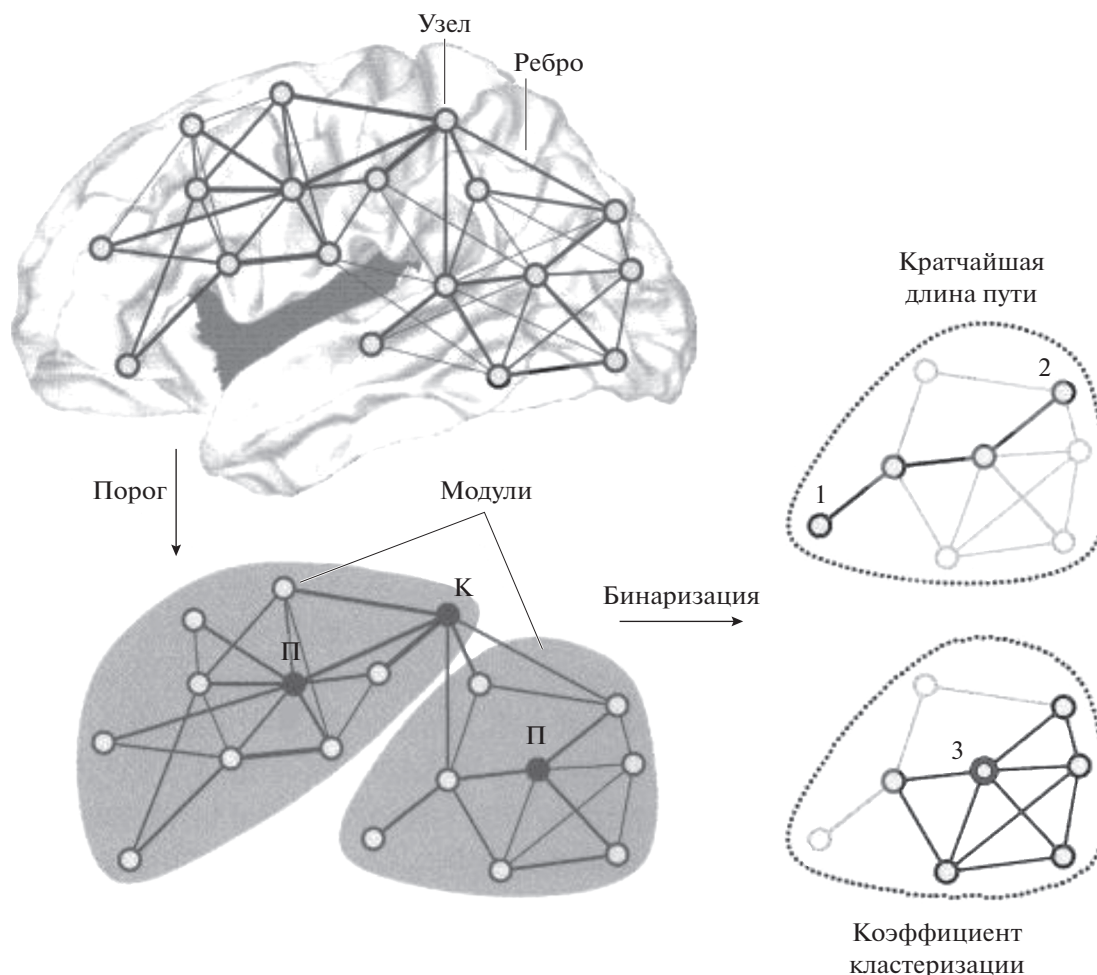 Узел
Ребро
Кратчайшая
длина пути
2
1
Порог
Модули
К
Бинаризация
П
П
3
Коэффициент
кластеризации